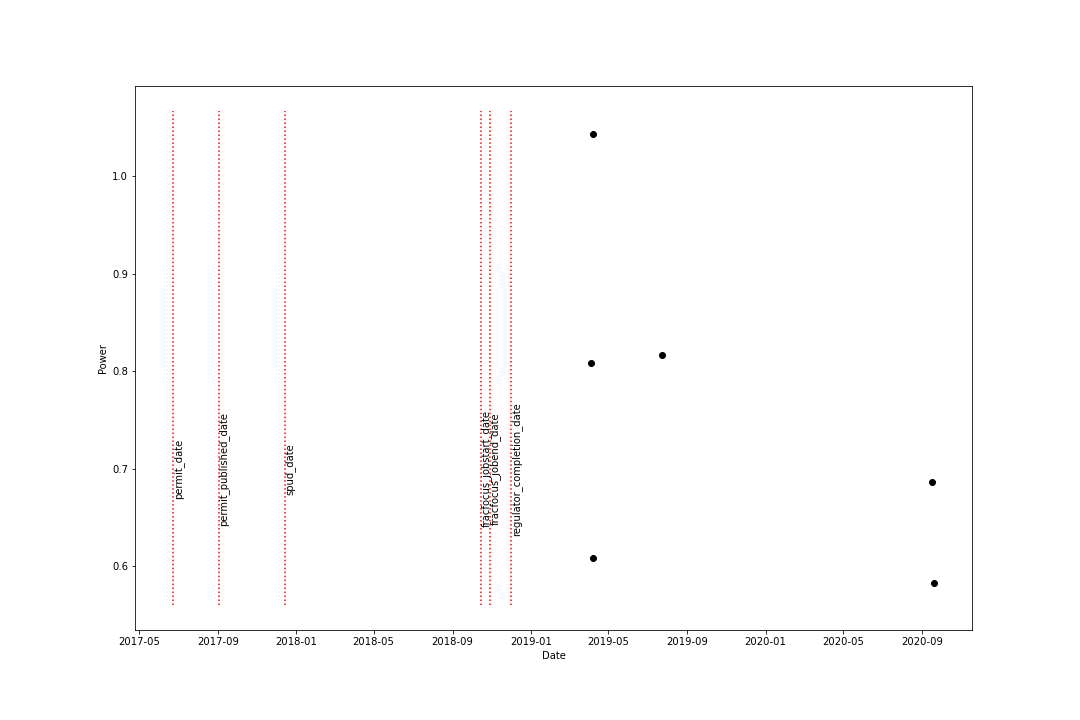 1.0
0.9
0.8
0.7
0.6
Power
permit_date
permit_published_date
spud_date
fracfocus_jobstart_date
fracfocus_jobend_date
regulator_completion_date
2017-05 2017-09 2018-01 2018-05 2018-09 2019-01 2019-05 2019-09 2020-01 2020-05 2020-09
Date